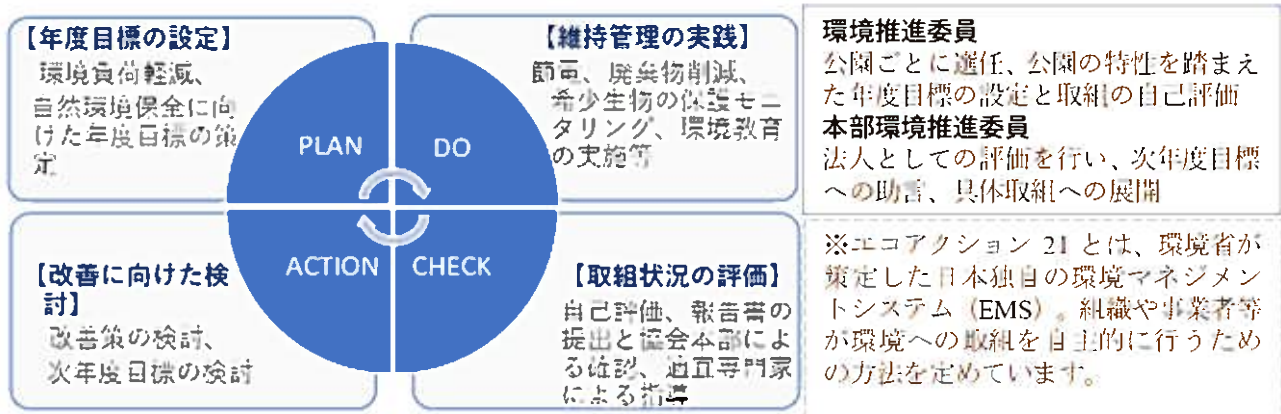 【年度目標の設定】
環境負荷軽減、
自然環境保全に向
けた年度目標の策
定
PLAN
【維持管理の実践】
節電、廃棄物削減、
希少生物の保護モニ
タリング、環境教育
の実施等
DO
【改善に向けた検
討】
改善策の検討、
次年度目標の検討
ACTION
【取組状況の評価】
自己評価、報告書の
提出と協会本部によ
る確認、適宜専門家
による指導
CHECK
環境推進委員
公園ごとに選任、公園の特性を踏まえ
た年度目標の設定と取組の自己評価
本部環境推進委員
法人としての評価を行い、次年度目標
への助言、具体取組への展開
※エコアクション 21 とは、環境省が
策定した日本独自の環境マネジメン
トシステム（EMS）。組織や事業者等
が環境への取組を自主的に行うため
の方法を定めています。